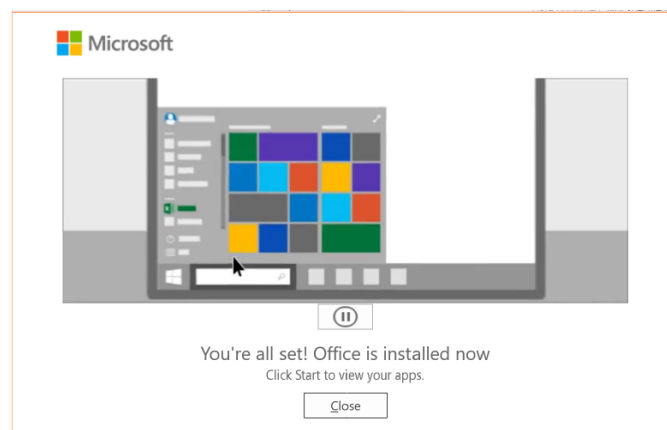 Microsoft
You're all set! Office is installed now
Click Start to view your apps.
Close